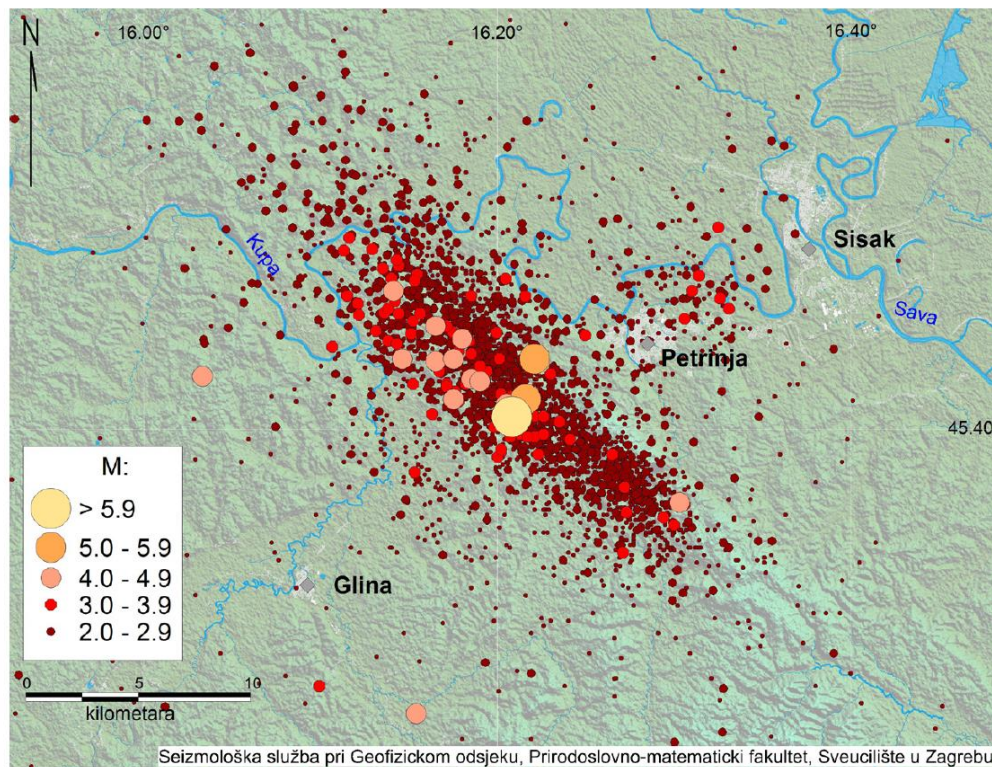 N
16.00°
16.20°
16.40°
Kupa
Sisak
Sava
Petrinja
45.40
M:
> 5.9
5.0 - 5.9
4.0 - 4.9
3.0 - 3.9
2.0 - 2.9
Glina
0 5 10
kilometara
Seizmološka služba pri Geofizickom odsjeku, Prirodoslovno-matematicki fakultet, Sveucilište u Zagrebu